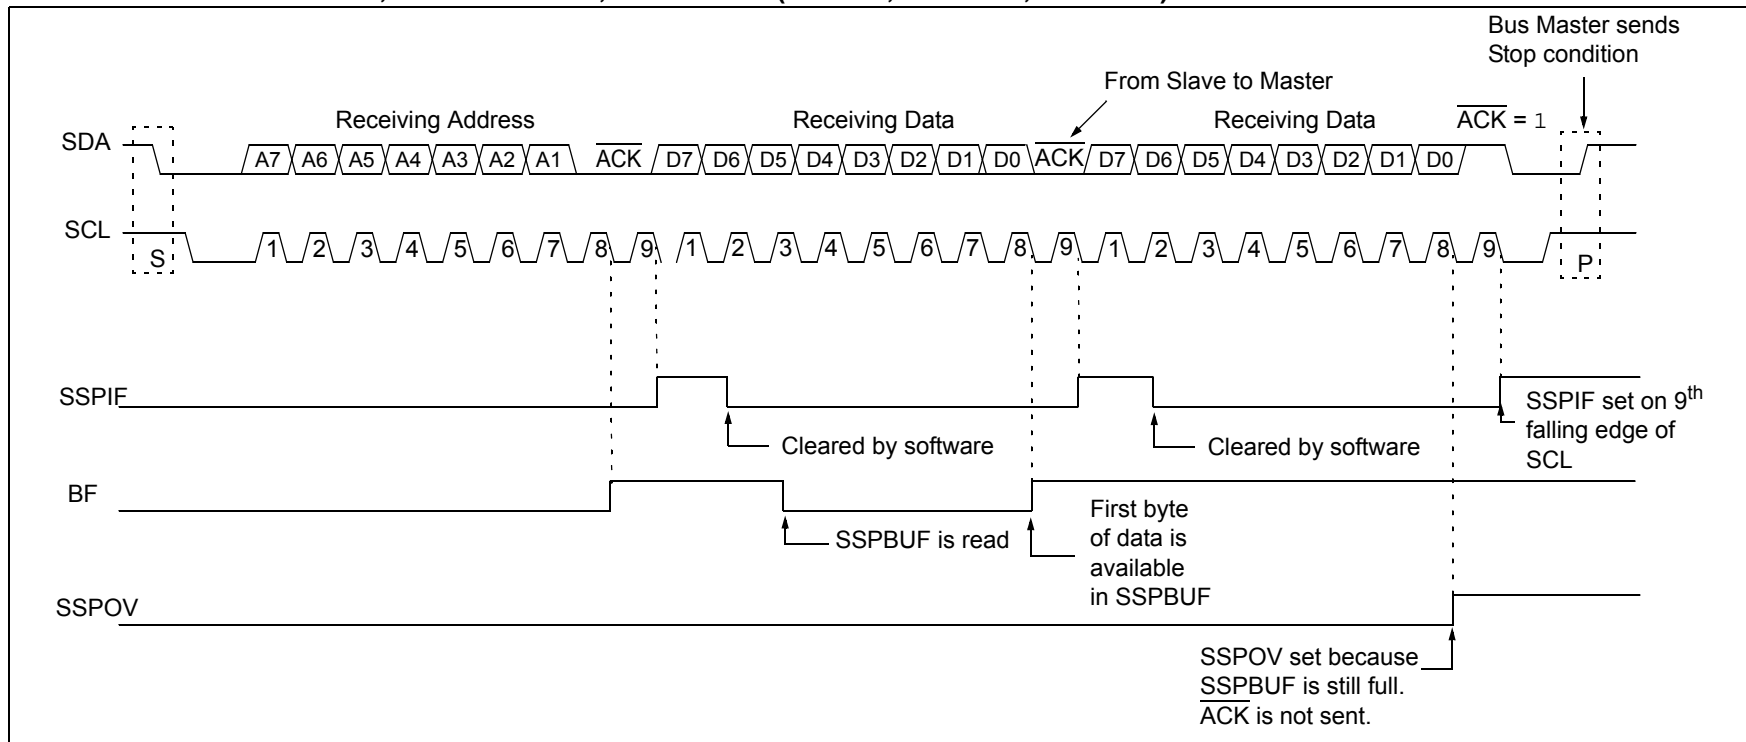 Bus Master sends
Stop condition
From Slave to Master
Receiving Address
Receiving Data
Receiving Data
ACK = 1
SDA
A7 A6 A5 A4 A3 A2 A1 ACK D7 D6 D5 D4 D3 D2 D1 D0 ACK D7 D6 D5 D4 D3 D2 D1 D0
SCL
S 1 2 3 4 5 6 7 8 9 1 2 3 4 5 6 7 8 9 1 2 3 4 5 6 7 8 9 P
SSPIF
Cleared by software
Cleared by software
SSPIF set on 9th
falling edge of
SCL
BF
SSPBUF is read
First byte
of data is
available
in SSPBUF
SSPOV
SSPOV set because
SSPBUF is still full.
ACK is not sent.